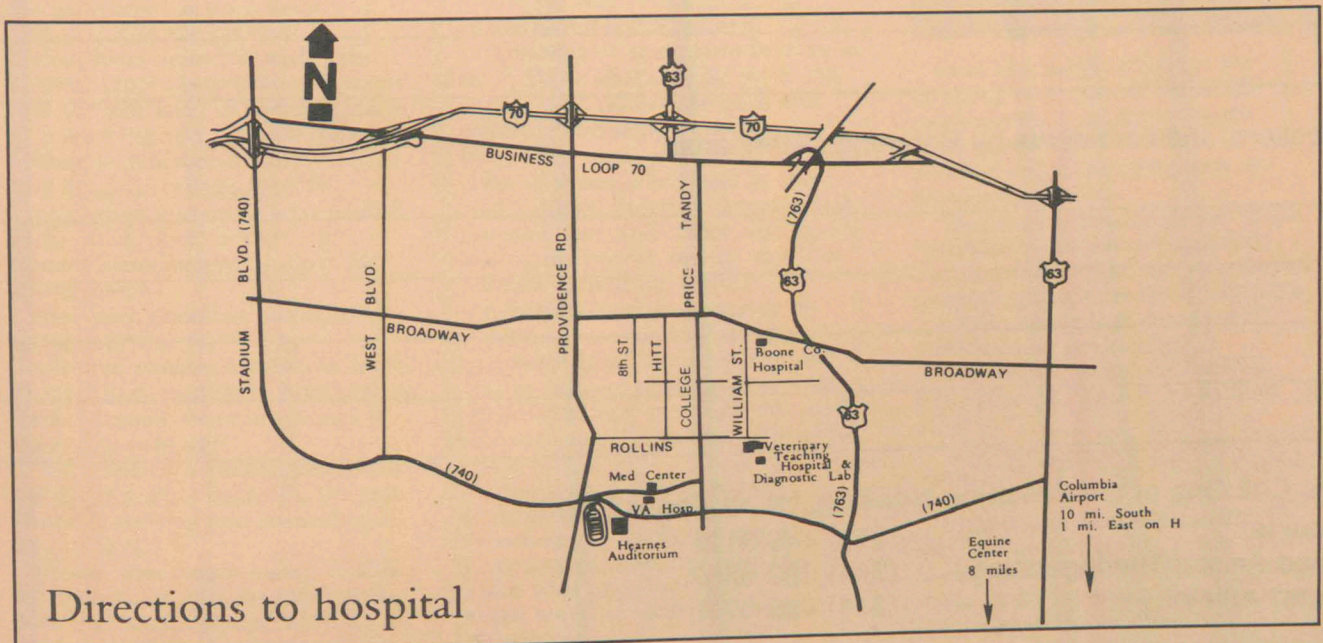 N
63
70
70
BUSINESS LOOP 70
STADIUM BLVD. (740)
WEST BLVD.
PROVIDENCE RD.
PRICE TANDY
(763)
63
63
BROADWAY
8th ST
HITT
COLLEGE
WILLIAM ST.
Boone Co.
Hospital
BROADWAY
63
ROLLINS
Veterinary
Teaching
Hospital &
Diagnostic Lab
(740)
Med Center
VA Hosp.
Hearnes
Auditorium
(763)
(740)
Columbia
Airport
10 mi. South
1 mi. East on H
Equine
Center
8 miles
Directions to hospital